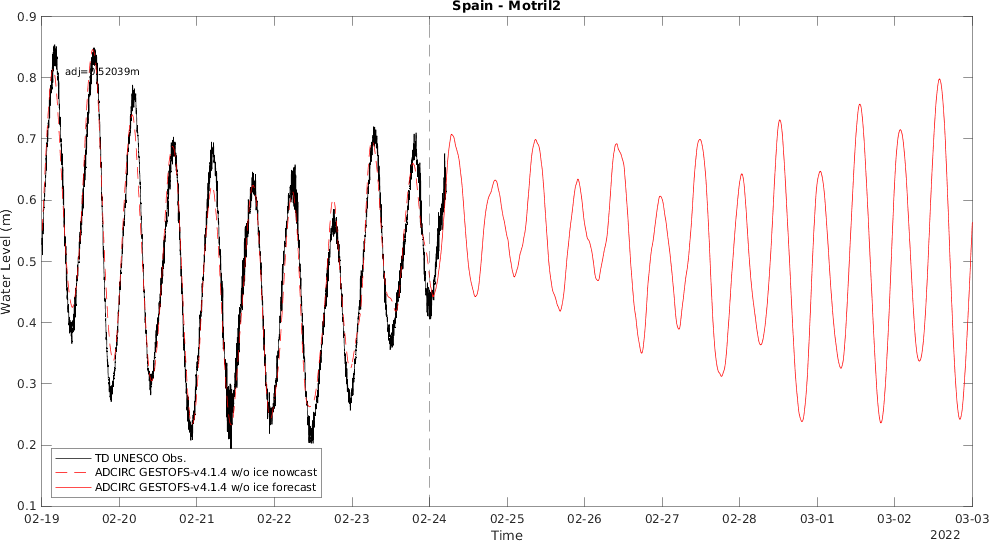 Spain - Motril2
0.9
0.8
0.7
0.6
0.5
0.4
0.3
0.2
0.1
Water Level (m)
adj=0.52039m
TD UNESCO Obs.
ADCIRC GESTOFS-v4.1.4 w/o ice nowcast
ADCIRC GESTOFS-v4.1.4 w/o ice forecast
02-19 02-20 02-21 02-22 02-23 02-24 02-25 02-26 02-27 02-28 03-01 03-02 03-03
Time
2022